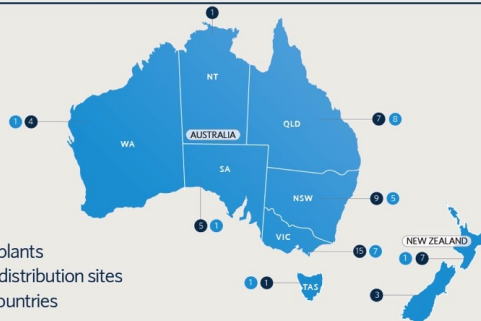 1
NT
QLD
7 8
1 4
WA
AUSTRALIA
SA
NSW
9 5
5 1
VIC
15 7
NEW ZEALAND
1 7
1 1
TAS
3
plants
distribution sites
ountries